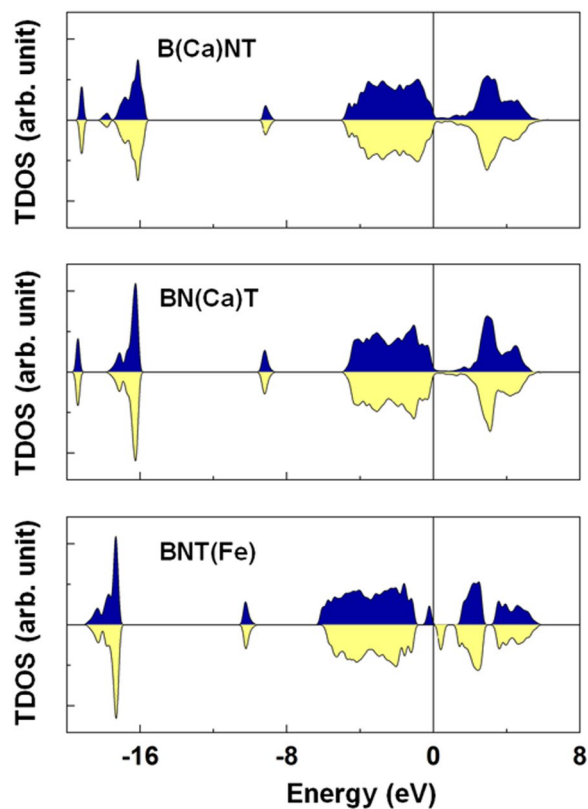 B(Ca)NT
TDOS (arb. unit)
BN(Ca)T
TDOS (arb. unit)
BNT(Fe)
TDOS (arb. unit)
-16 -8 0 8
Energy (eV)